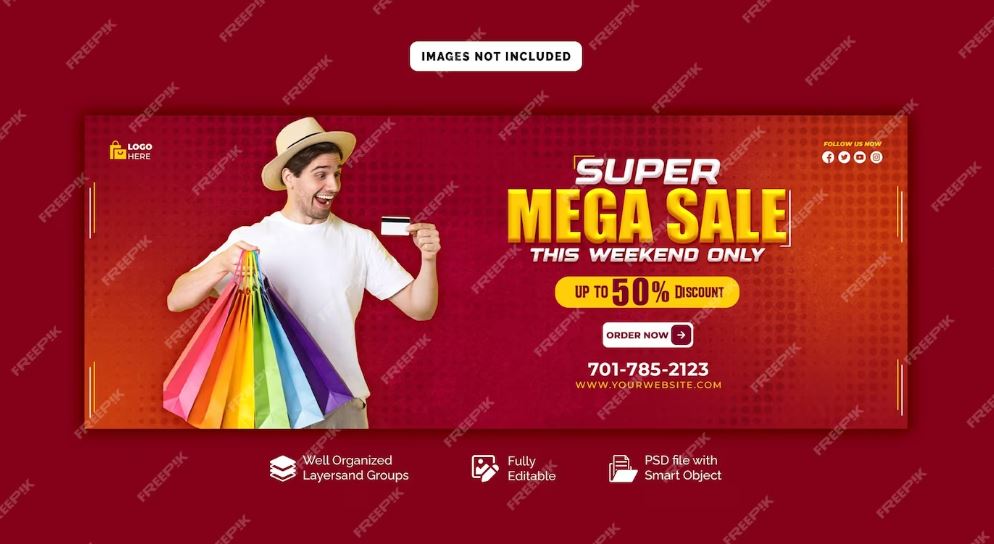 IMAGES NOT INCLUDED
LOGO
HERE
FOLLOW US NOW
SUPER
MEGA SALE
THIS WEEKEND ONLY
UP TO 50% DISCOUNT
ORDER NOW
701-785-2123
WWW.YOURWEBSITE.COM
Well Organized
Layersand Groups
Fully
Editable
PSD file with
Smart Object
FREEPIK